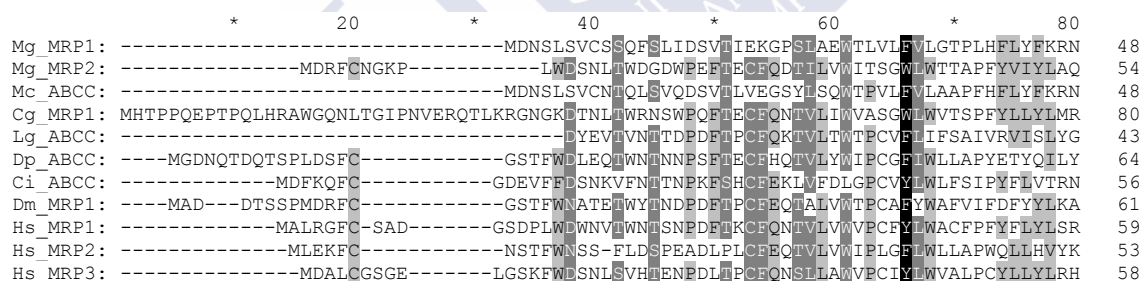 * 20 * 40 * 60 * 80
Mg_MRP1: --------------------------------MDNSLSVCSSQFSLIDSVTIEKGPSLAEWTLVLFVLGTPLHFLYFKRN 48
Mg_MRP2: ---------------MDRFCNGKP-----------LWDSNLTWDGDWPEFTECFQDTILVWITSGWLWTTAPFYVIYLAQ 54
Mc_ABCC: --------------------------------MDNSLSVCNTQLSVQDSVTLVEGSYLSQWTPVLFVLAAPFHFLYFKRN 48
Cg_MRP1: MHTPPQEPTPQLHRAWGQNLTGIPNVERQTLKRGNGKDTNLTWRNSWPQFTECFQNTVLIWVASGWLWVTSPFYLLYLMR 80
Lg_ABCC: -------------------------------------DYEVTVNTTDPDFTPCFQKTVLTWTPCVFLIFSAIVRVISLYG 43
Dp_ABCC: ----MGDNQTDQTSPLDSFC------------GSTFWDLEQTWNTNNPSFTECFHQTVLYWIPCGFIWLLAPYETYQILY 64
Ci_ABCC: -------------MDFKQFC-----------GDEVFFDSNKVFNTTNPKFSHCFEKLVFDLGPCVYLWLFSIPYFLVTRN 56
Dm_MRP1: ----MAD---DTSSPMDRFC------------GSTFWNATETWYTNDPDFTPCFEQTALVWTPCAFYWAFVIFDFYYLKA 61
Hs_MRP1: -------------MALRGFC-SAD-------GSDPLWDWNVTWNTSNPDFTKCFQNTVLVWVPCFYLWACFPFYFLYLSR 59
Hs_MRP2: --------------MLEKFC------------NSTFWNSS-FLDSPEADLPLCFEQTVLVWIPLGFLWLLAPWQLLHVYK 53
Hs_MRP3: ---------------MDALCGSGE-------LGSKFWDSNLSVHTENPDLTPCFQNSLLAWVPCIYLWVALPCYLLYLRH 58